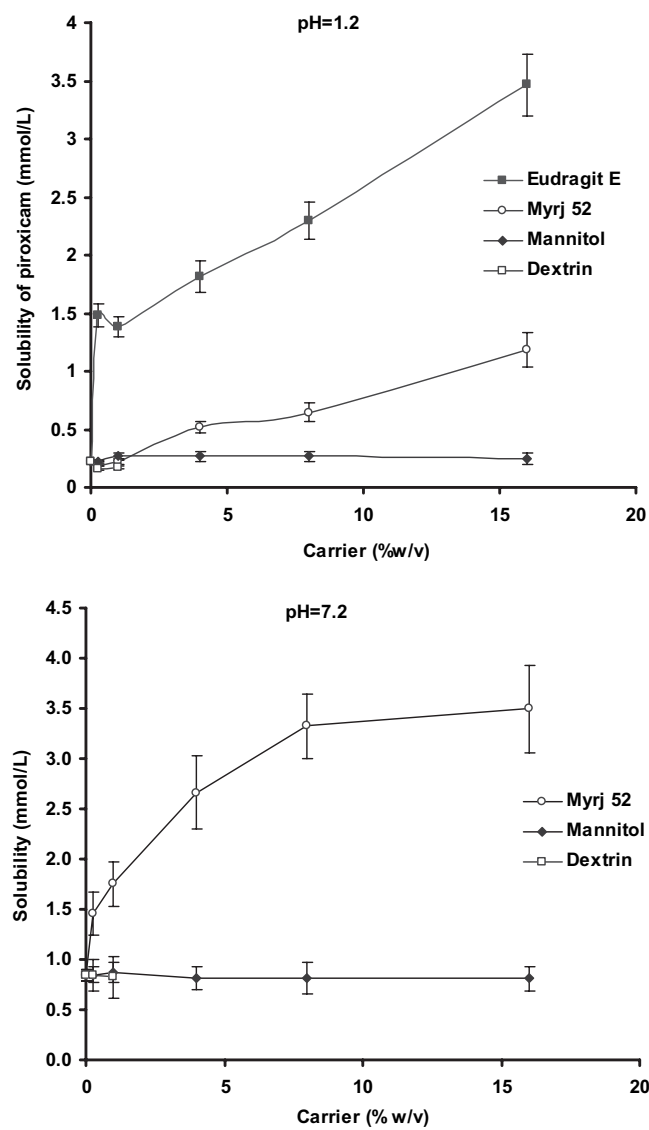 pH=1.2
Solubility of piroxicam (mmol/L)
4
3.5
3
2.5
2
1.5
1
0.5
0
Eudragit E
Myrj 52
Mannitol
Dextrin
0 5 10 15 20
Carrier (%w/v)
pH=7.2
Solubility (mmol/L)
4.5
4.0
3.5
3.0
2.5
2.0
1.5
1.0
0.5
0.0
Myrj 52
Mannitol
Dextrin
0 5 10 15 20
Carrier (% w/v)